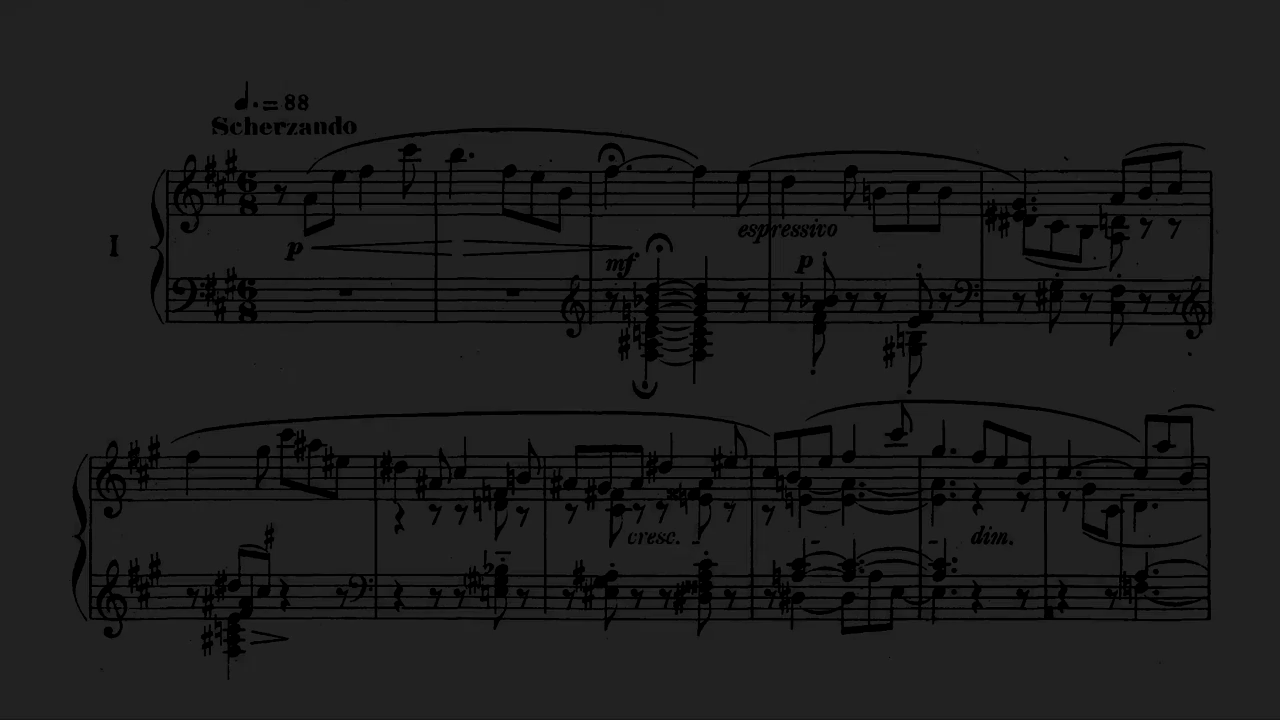 ♩. = 88
Scherzando
I
p
espressivo
mf
p
cresc. -
- - dim.